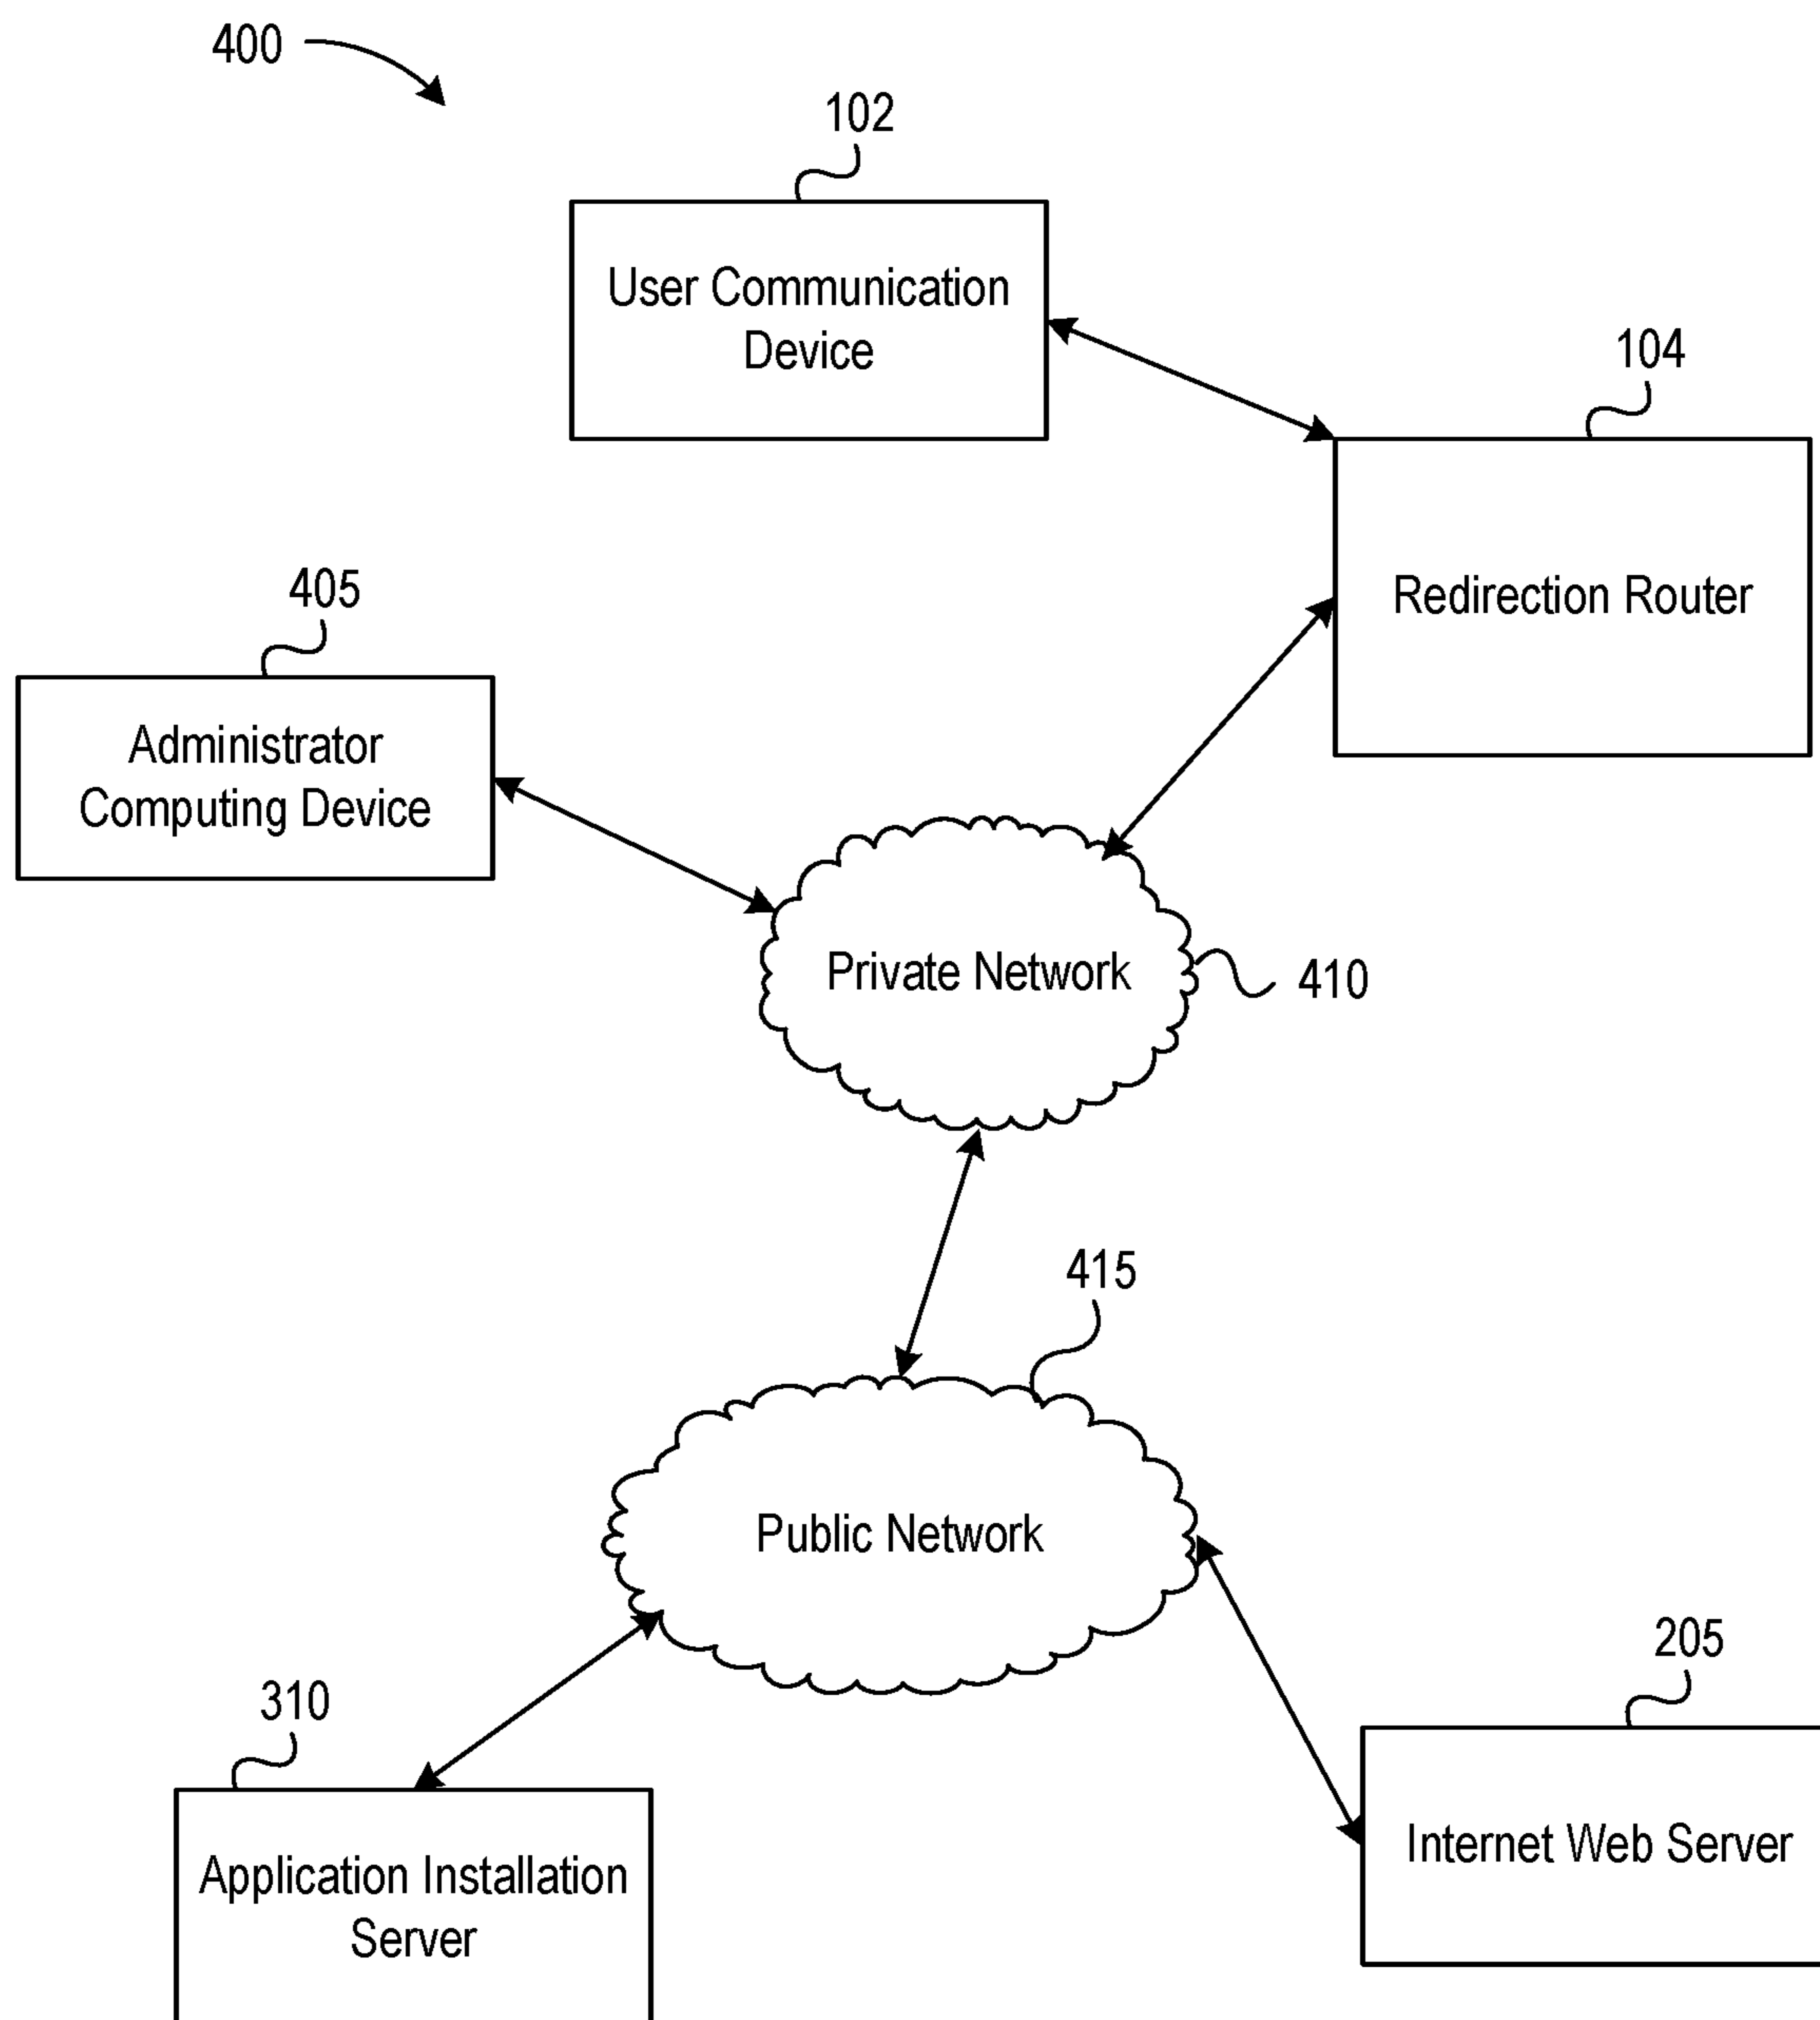 400
102
User Communication
Device
104
Redirection Router
405
Administrator
Computing Device
Private Network
410
415
Public Network
205
Internet Web Server
310
Application Installation
Server